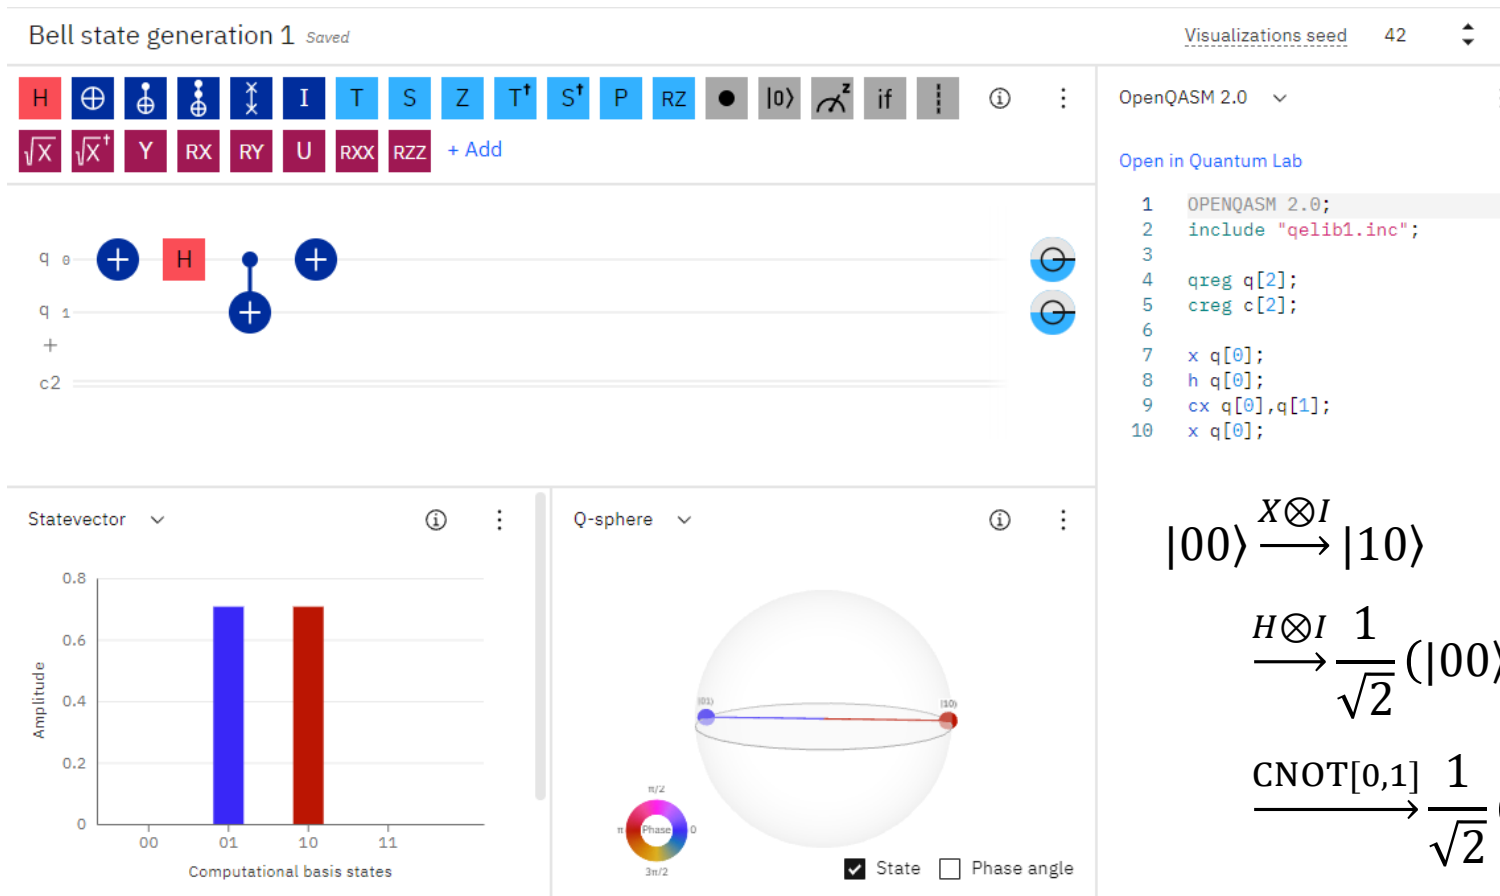 Bell state generation 1 Saved
Visualizations seed 42
H T S Z T† S† P RZ |0⟩ z if
I
√X √X† Y RX RY U RXX RZZ + Add
OpenQASM 2.0
Open in Quantum Lab
1 OPENQASM 2.0;
2 include "qelib1.inc";
3
4 qreg q[2];
5 creg c[2];
6
7 x q[0];
8 h q[0];
9 cx q[0],q[1];
10 x q[0];
q 0 + H +
q 1 +
+
c2
Statevector
Amplitude
0.8
0.6
0.4
0.2
0
00 01 10 11
Computational basis states
Q-sphere
|01⟩
|10⟩
π/2
π Phase 0
3π/2
State Phase angle
|00⟩ X⊗I → |10⟩
H⊗I → 1/√2 (|00⟩
CNOT[0,1] → 1/√2 (